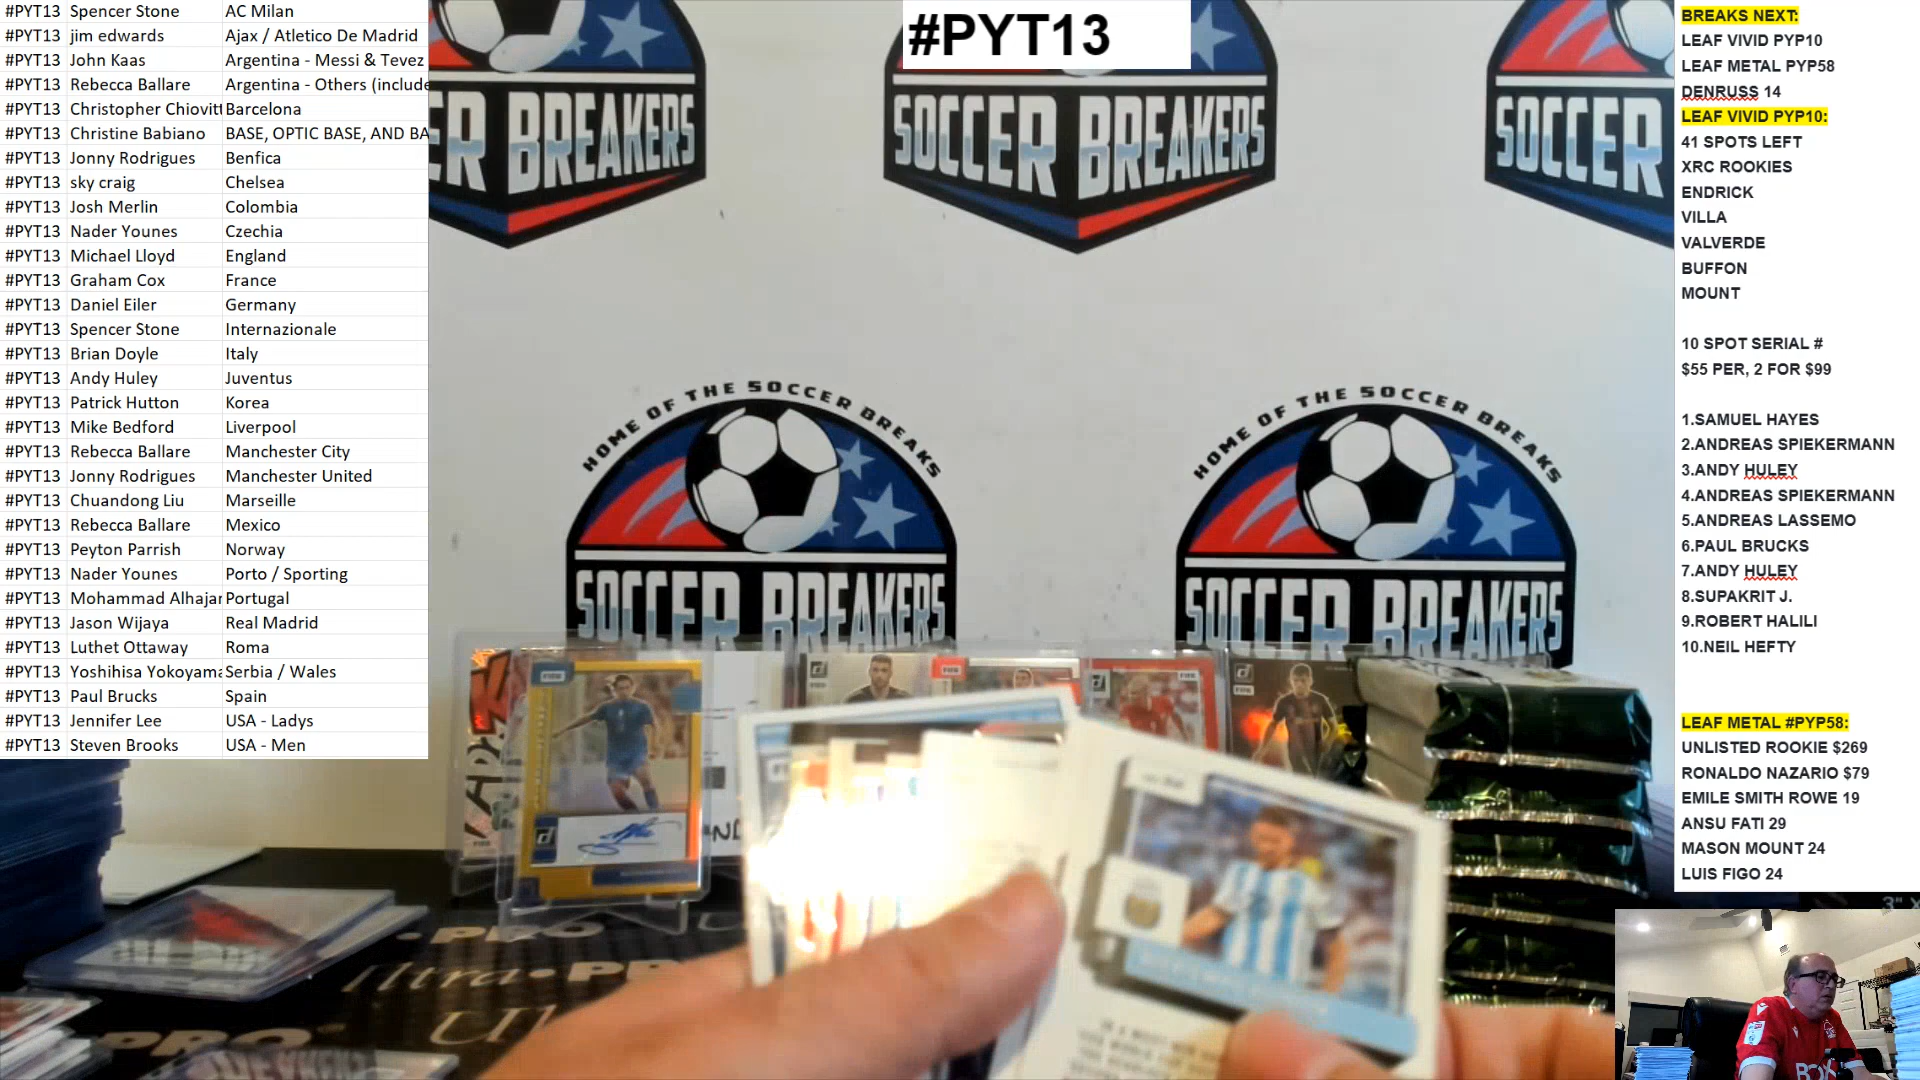 #PYT13 Spencer Stone AC Milan
#PYT13 jim edwards Ajax / Atletico De Madrid
#PYT13 John Kaas Argentina - Messi & Tevez
#PYT13 Rebecca Ballare Argentina - Others (include
#PYT13 Christopher Chiovitt Barcelona
#PYT13 Christine Babiano BASE, OPTIC BASE, AND BA
#PYT13 Jonny Rodrigues Benfica
#PYT13 sky craig Chelsea
#PYT13 Josh Merlin Colombia
#PYT13 Nader Younes Czechia
#PYT13 Michael Lloyd England
#PYT13 Graham Cox France
#PYT13 Daniel Eiler Germany
#PYT13 Spencer Stone Internazionale
#PYT13 Brian Doyle Italy
#PYT13 Andy Huley Juventus
#PYT13 Patrick Hutton Korea
#PYT13 Mike Bedford Liverpool
#PYT13 Rebecca Ballare Manchester City
#PYT13 Jonny Rodrigues Manchester United
#PYT13 Chuandong Liu Marseille
#PYT13 Rebecca Ballare Mexico
#PYT13 Peyton Parrish Norway
#PYT13 Nader Younes Porto / Sporting
#PYT13 Mohammad Alhajar Portugal
#PYT13 Jason Wijaya Real Madrid
#PYT13 Luthet Ottaway Roma
#PYT13 Yoshihisa Yokoyama Serbia / Wales
#PYT13 Paul Brucks Spain
#PYT13 Jennifer Lee USA - Ladys
#PYT13 Steven Brooks USA - Men
#PYT13
CER BREAKERS
SOCCER BREAKERS
SOCCER
HOME OF THE SOCCER BREAKS
SOCCER BREAKERS
HOME OF THE SOCCER BREAKS
SOCCER BREAKERS
BREAKS NEXT:
LEAF VIVID PYP10
LEAF METAL PYP58
DENRUSS 14
LEAF VIVID PYP10:
41 SPOTS LEFT
XRC ROOKIES
ENDRICK
VILLA
VALVERDE
BUFFON
MOUNT
10 SPOT SERIAL #
$55 PER, 2 FOR $99
1.SAMUEL HAYES
2.ANDREAS SPIEKERMANN
3.ANDY HULEY
4.ANDREAS SPIEKERMANN
5.ANDREAS LASSEMO
6.PAUL BRUCKS
7.ANDY HULEY
8.SUPAKRIT J.
9.ROBERT HALILI
10.NEIL HEFTY
LEAF METAL #PYP58:
UNLISTED ROOKIE $269
RONALDO NAZARIO $79
EMILE SMITH ROWE 19
ANSU FATI 29
MASON MOUNT 24
LUIS FIGO 24
3" X
Ultra PRO
PRO